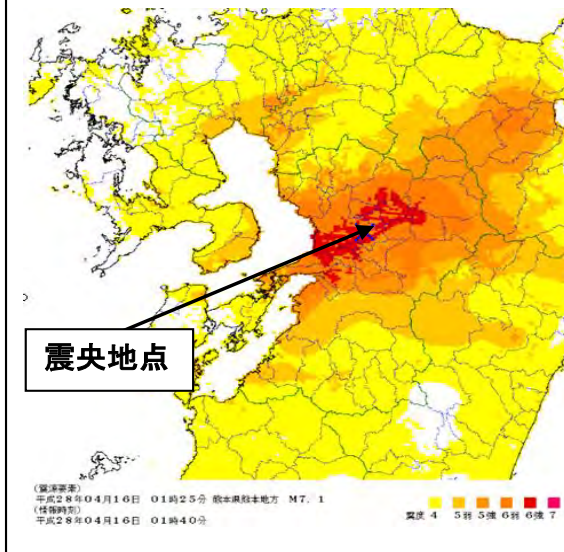 震央地点
(震源要素)
平成28年04月16日 01時25分 熊本県熊本地方 M7.1
(情報時刻)
平成28年04月16日 01時40分
震度 4 5弱 5強 6弱 6強 7